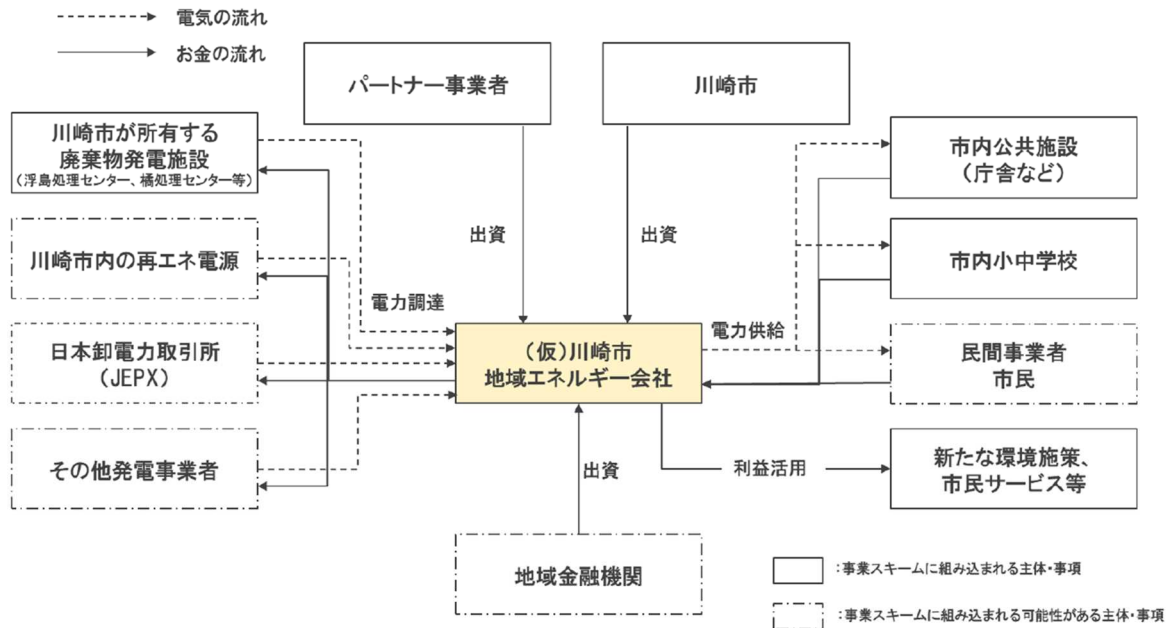 電気の流れ
お金の流れ
パートナー事業者
川崎市
川崎市が所有する
廃棄物発電施設
(浮島処理センター、橘処理センター等)
市内公共施設
(庁舎など)
出資
出資
川崎市内の再エネ電源
市内小中学校
電力調達
電力供給
日本卸電力取引所
(JEPX)
(仮)川崎市
地域エネルギー会社
民間事業者
市民
その他発電事業者
出資
利益活用
新たな環境施策、
市民サービス等
地域金融機関
:事業スキームに組み込まれる主体・事項
:事業スキームに組み込まれる可能性がある主体・事項